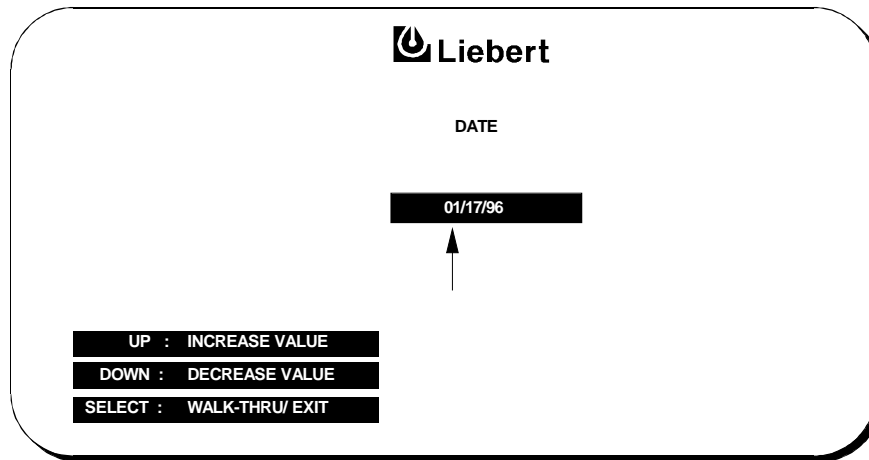 Liebert
DATE
01/17/96
UP : INCREASE VALUE
DOWN : DECREASE VALUE
SELECT : WALK-THRU/ EXIT